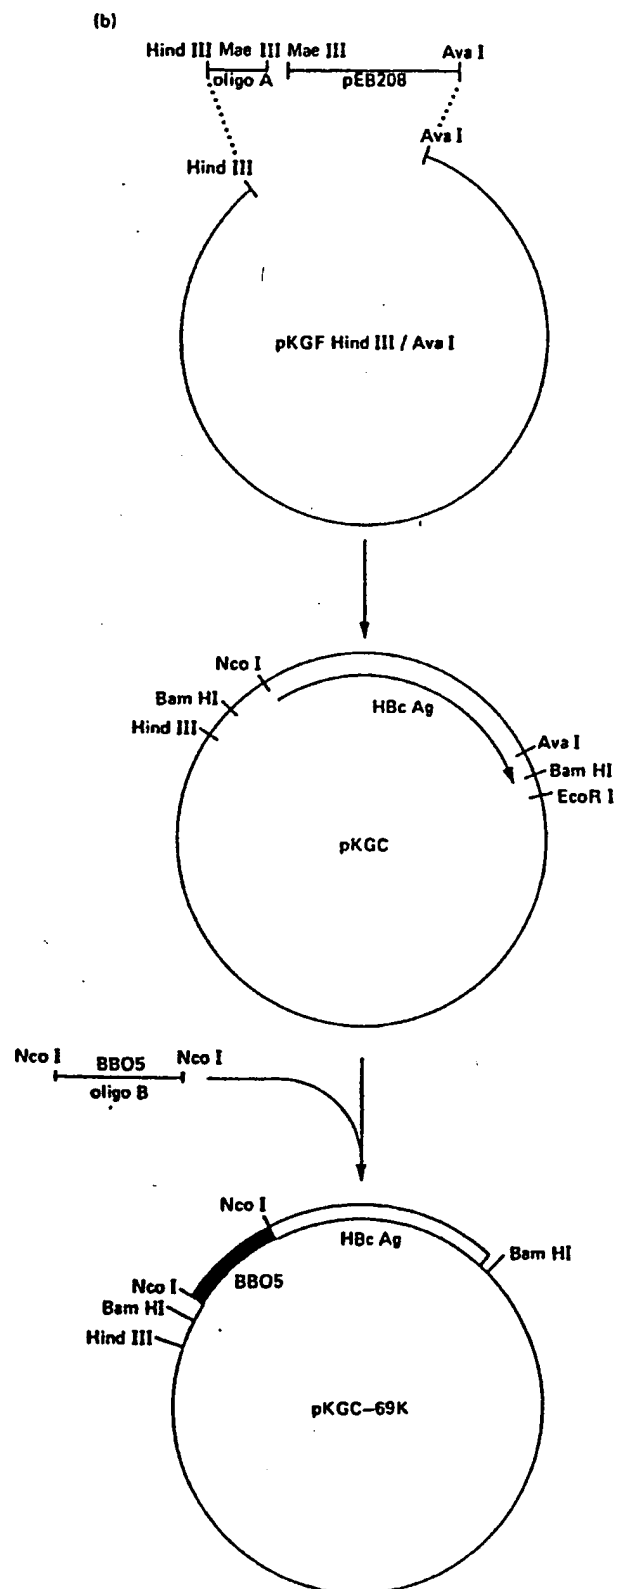 (b)
Hind III Mae III Mae III Ava I
oligo A pEB208
Ava I
Hind III
pKGF Hind III / Ava I
Nco I
Bam HI
HBc Ag
Hind III
Ava I
Bam HI
EcoR I
pKGC
Nco I BBO5 Nco I
oligo B
Nco I
HBc Ag
Bam HI
BBO5
Nco I
Bam HI
Hind III
pKGC–69K